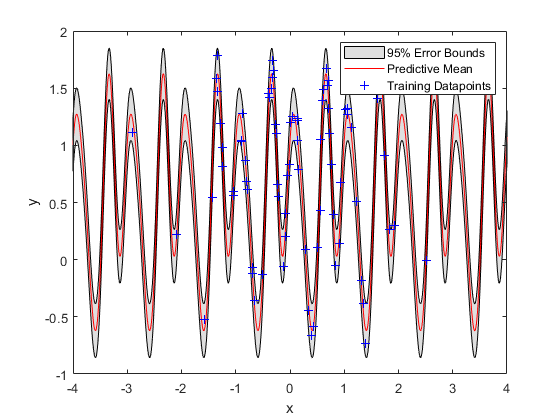 2
1.5
1
0.5
0
-0.5
-1
y
-4 -3 -2 -1 0 1 2 3 4
x
95% Error Bounds
Predictive Mean
Training Datapoints